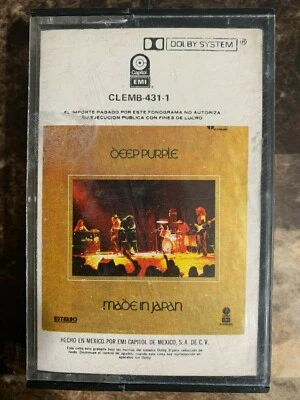 DOLBY SYSTEM
Capitol
EMI
CLEMB-431-1
EL IMPORTE PAGADO POR ESTE FONOGRAMA NO AUTORIZA
SU EJECUCION PUBLICA CON FINES DE LUCRO
DEEP PURPLE
MADE IN JAPAN
ESTEREO
HECHO EN MEXICO POR EMI CAPITOL DE MEXICO, S.A. DE C.V.